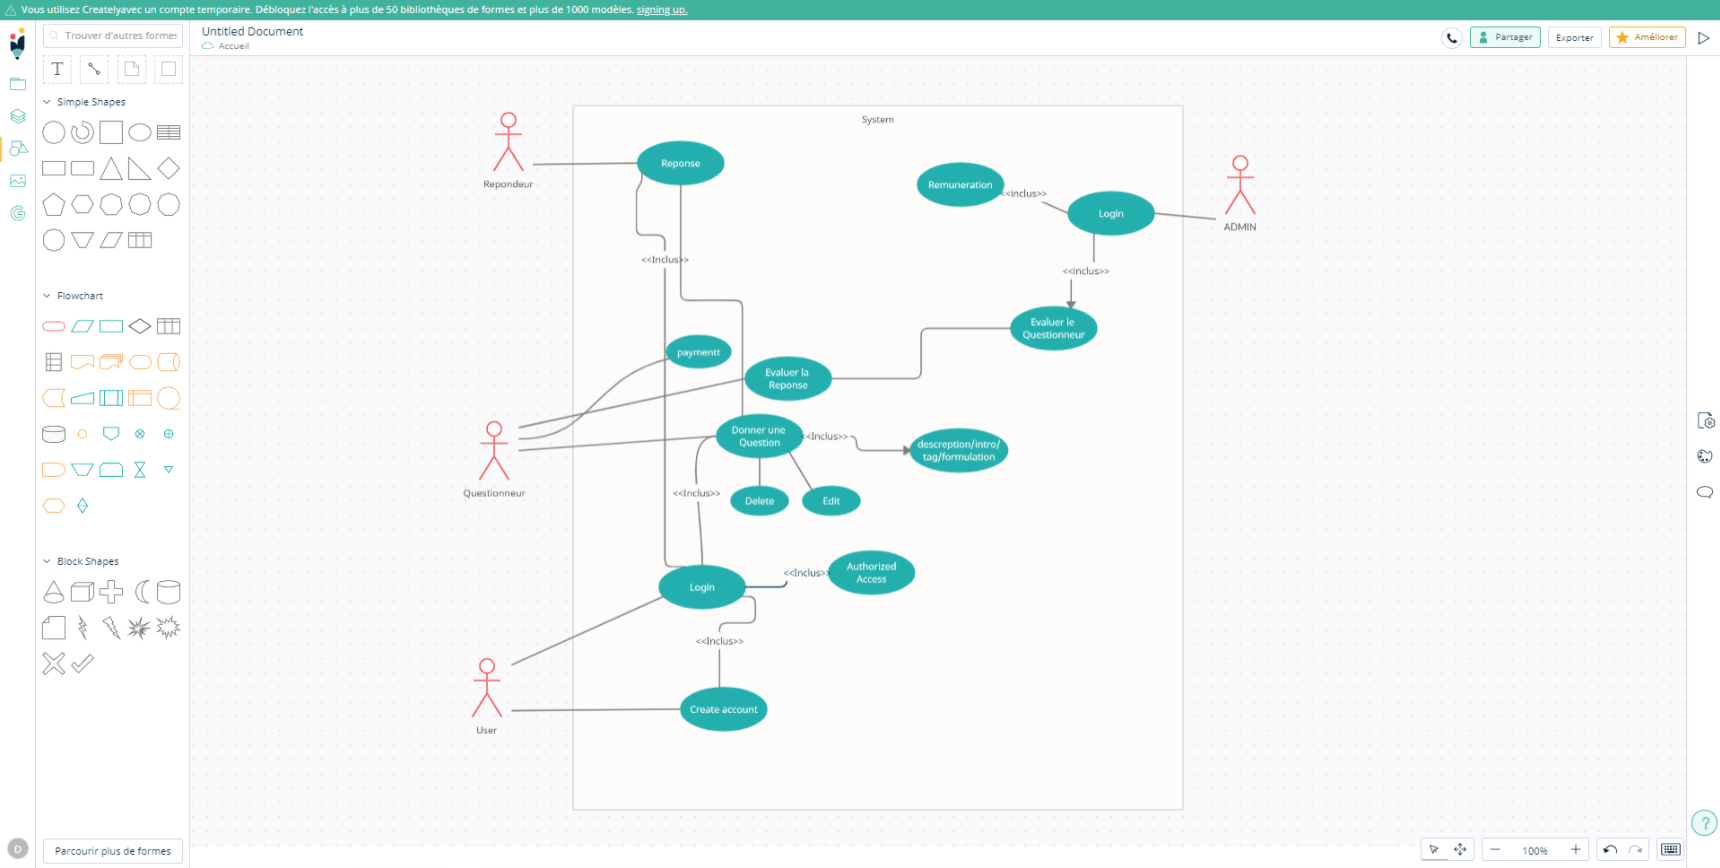 Vous utilisez Createlyavec un compte temporaire. Débloquez l'accès à plus de 50 bibliothèques de formes et plus de 1000 modèles. signing up.
Trouver d'autres formes
Untitled Document
Accueil
Partager
Exporter
Améliorer
T
Simple Shapes
Flowchart
Block Shapes
Parcourir plus de formes
D
System
Repondeur
Reponse
Remuneration
<<inclus>>
Login
ADMIN
<<Inclus>>
<<inclus>>
Evaluer le
Questionneur
paymentt
Evaluer la
Reponse
Donner une
Question
<<Inclus>>
descreption/intro/
tag/formulation
Questionneur
<<Inclus>>
Delete
Edit
Login
<<Inclus>>
Authorized
Access
<<Inclus>>
User
Create account
100%
?